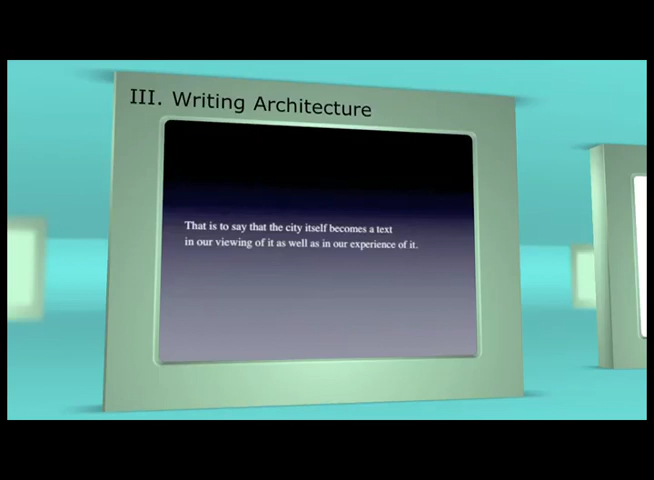 III. Writing Architecture
That is to say that the city itself becomes a text
in our viewing of it as well as in our experience of it.